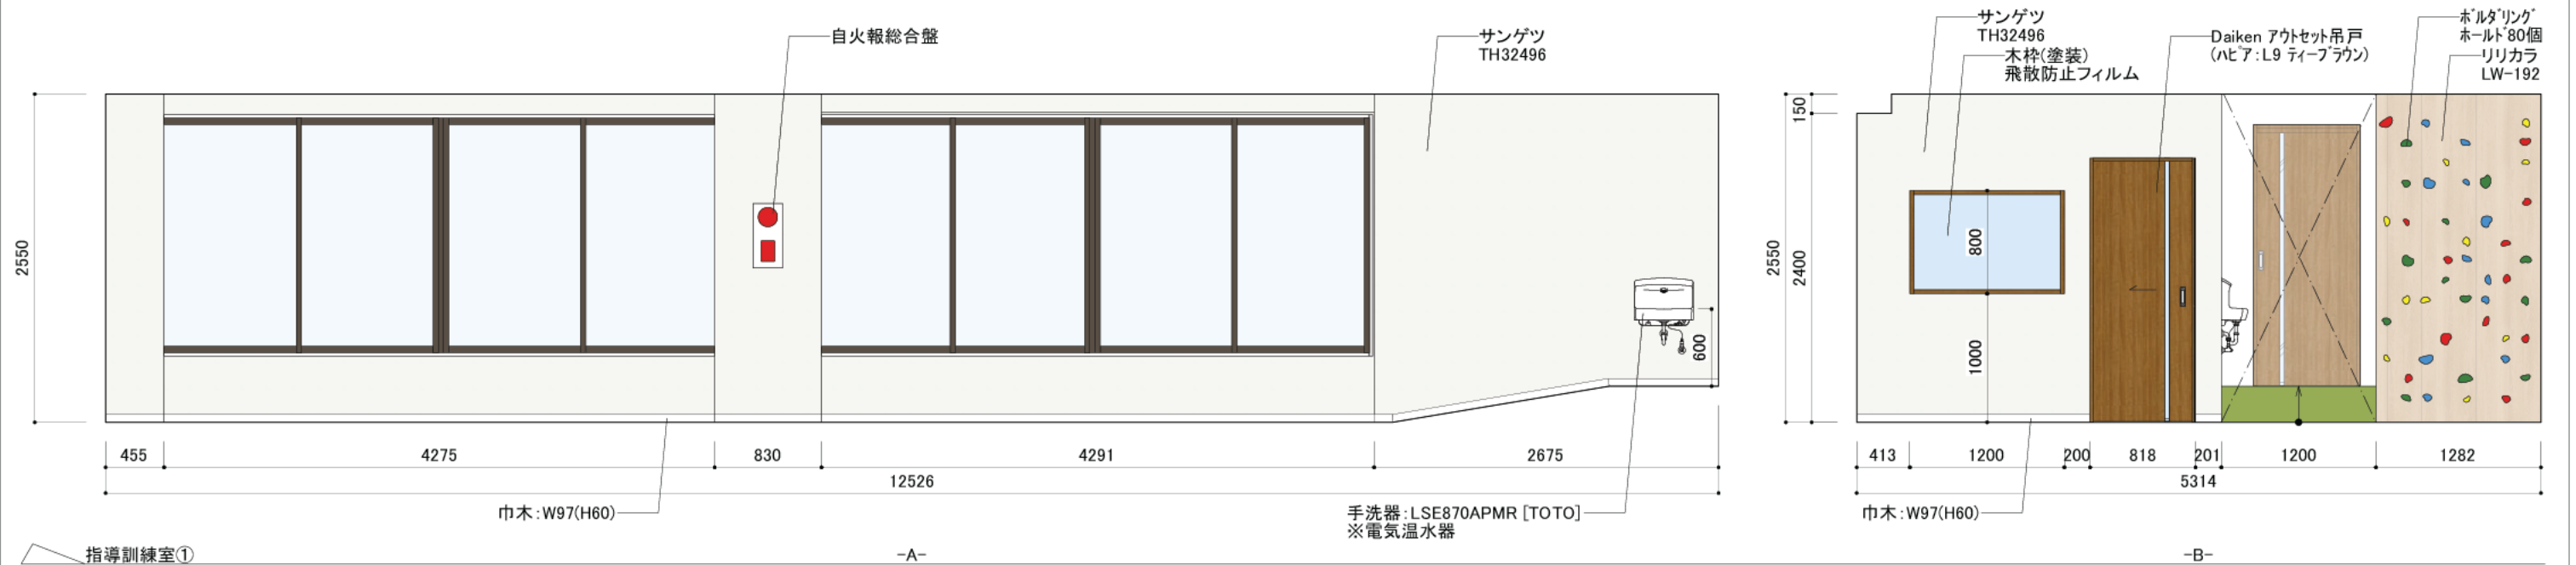 自火報総合盤
サンゲツ
TH32496
サンゲツ
TH32496
木枠(塗装)
飛散防止フィルム
Daiken アウトセット吊戸
(ハピア:L9 ティーブラウン)
ボルダリング
ホールド80個
リリカラ
LW-192
2550
600
455
4275
830
4291
2675
12526
巾木:W97(H60)
手洗器:LSE870APMR [TOTO]
※電気温水器
2550
150
2400
800
1000
413
1200
200
818
201
1200
1282
5314
巾木:W97(H60)
指導訓練室①
-A-
-B-